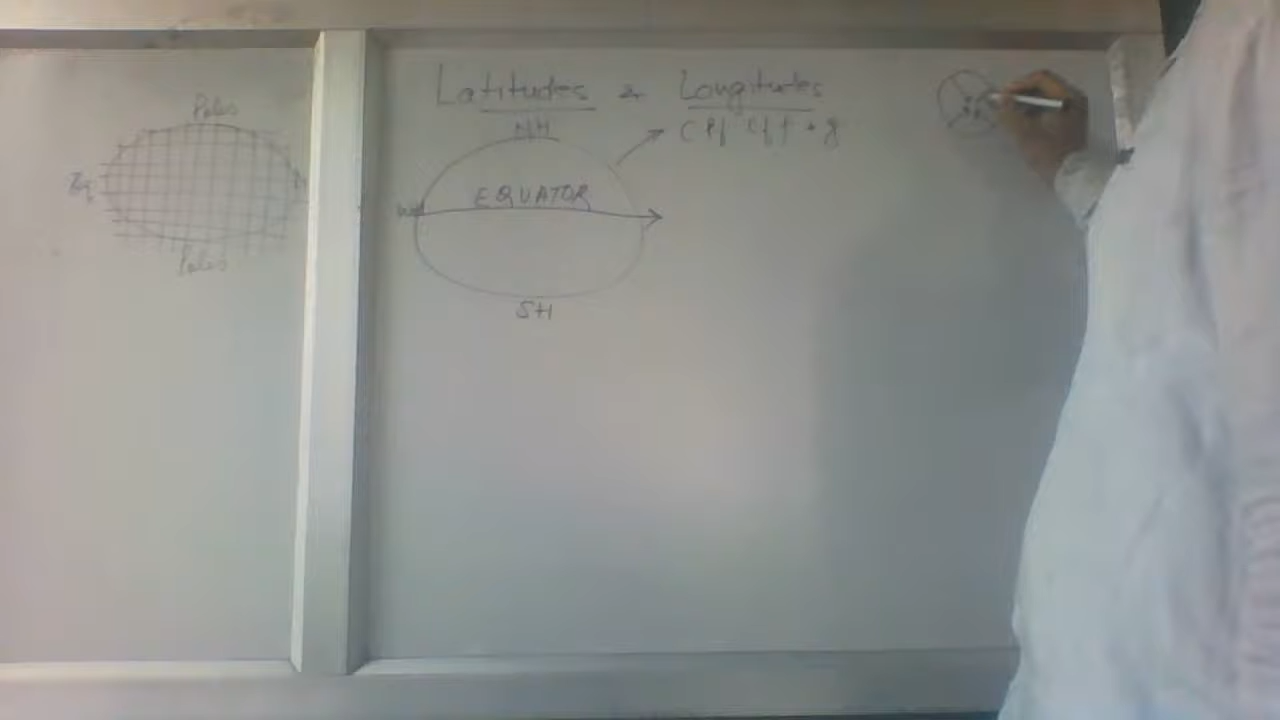 Poles
Eq
Poles
Latitudes & Longitudes
NH
EQUATOR
W
SH